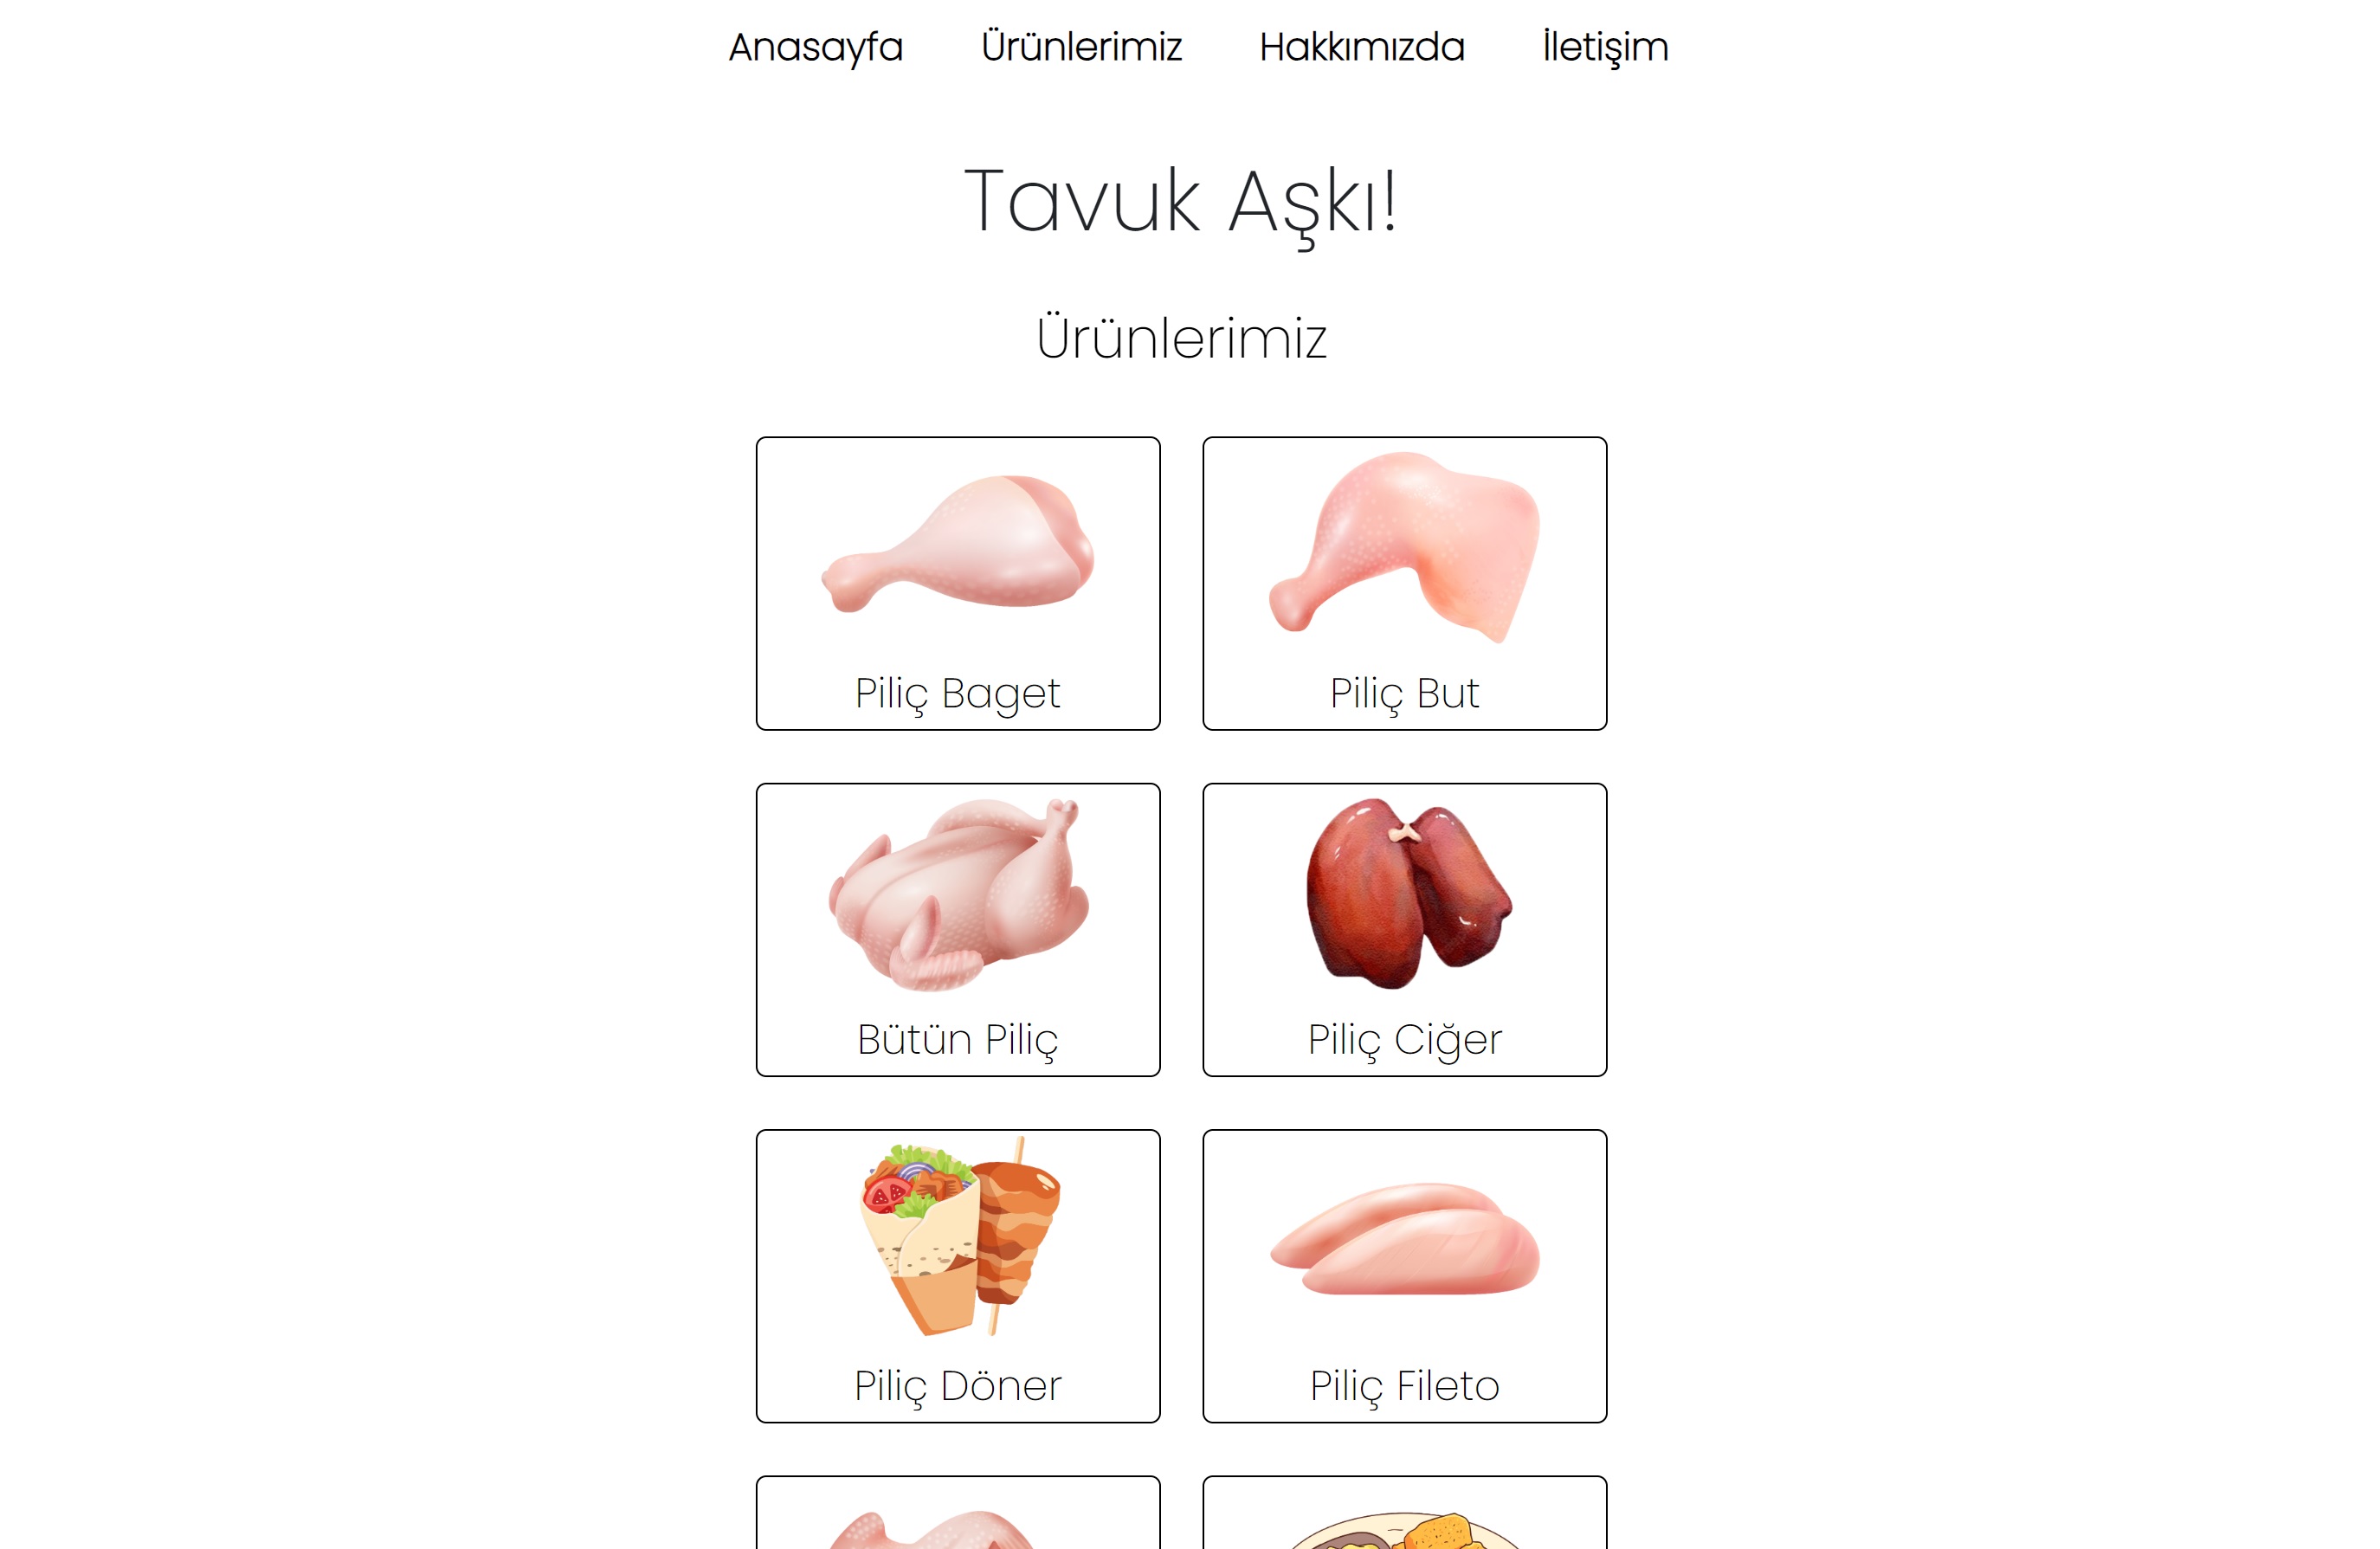 Anasayfa Ürünlerimiz Hakkımızda İletişim
Tavuk Aşkı!
Ürünlerimiz
Piliç Baget
Piliç But
Bütün Piliç
Piliç Ciğer
Piliç Döner
Piliç Fileto